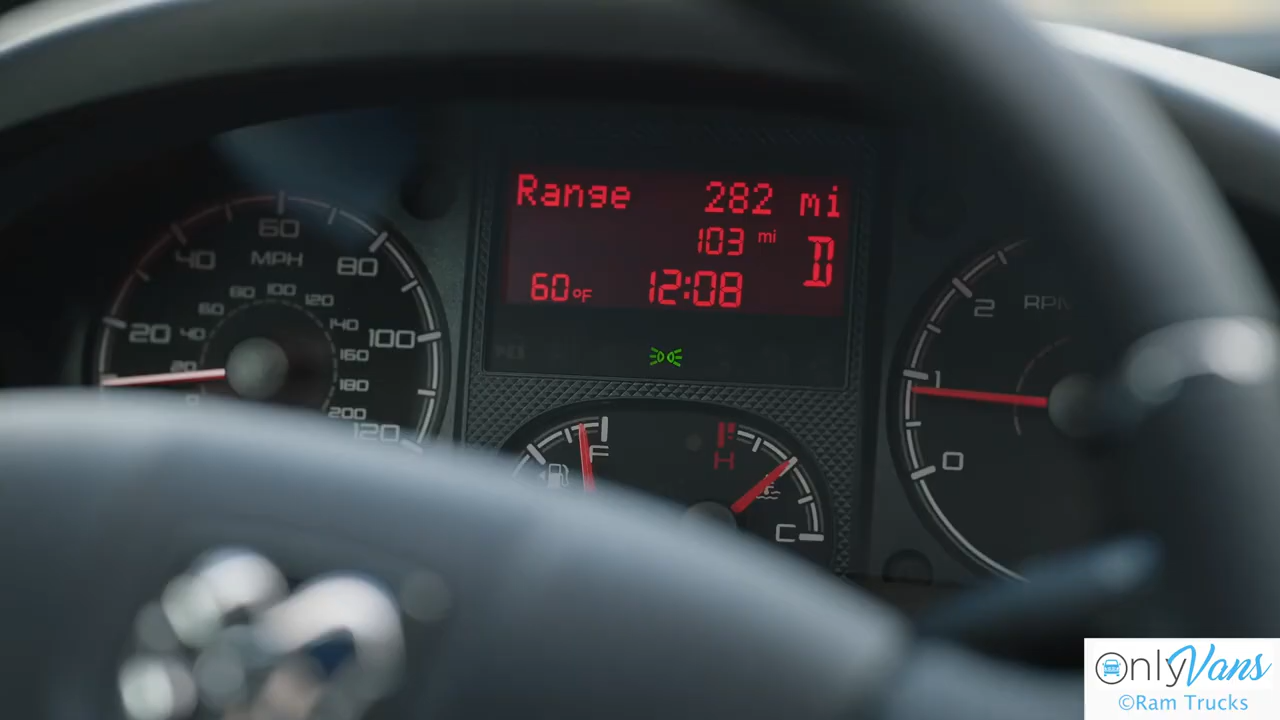 Range 282 mi
103 mi
D
60°F 12:08
20 40 60 80 100 120
MPH
20 40 60 80 100 120 140 160 180 200
F
H
C
0 1 2
RPM
OnlyVans
©Ram Trucks